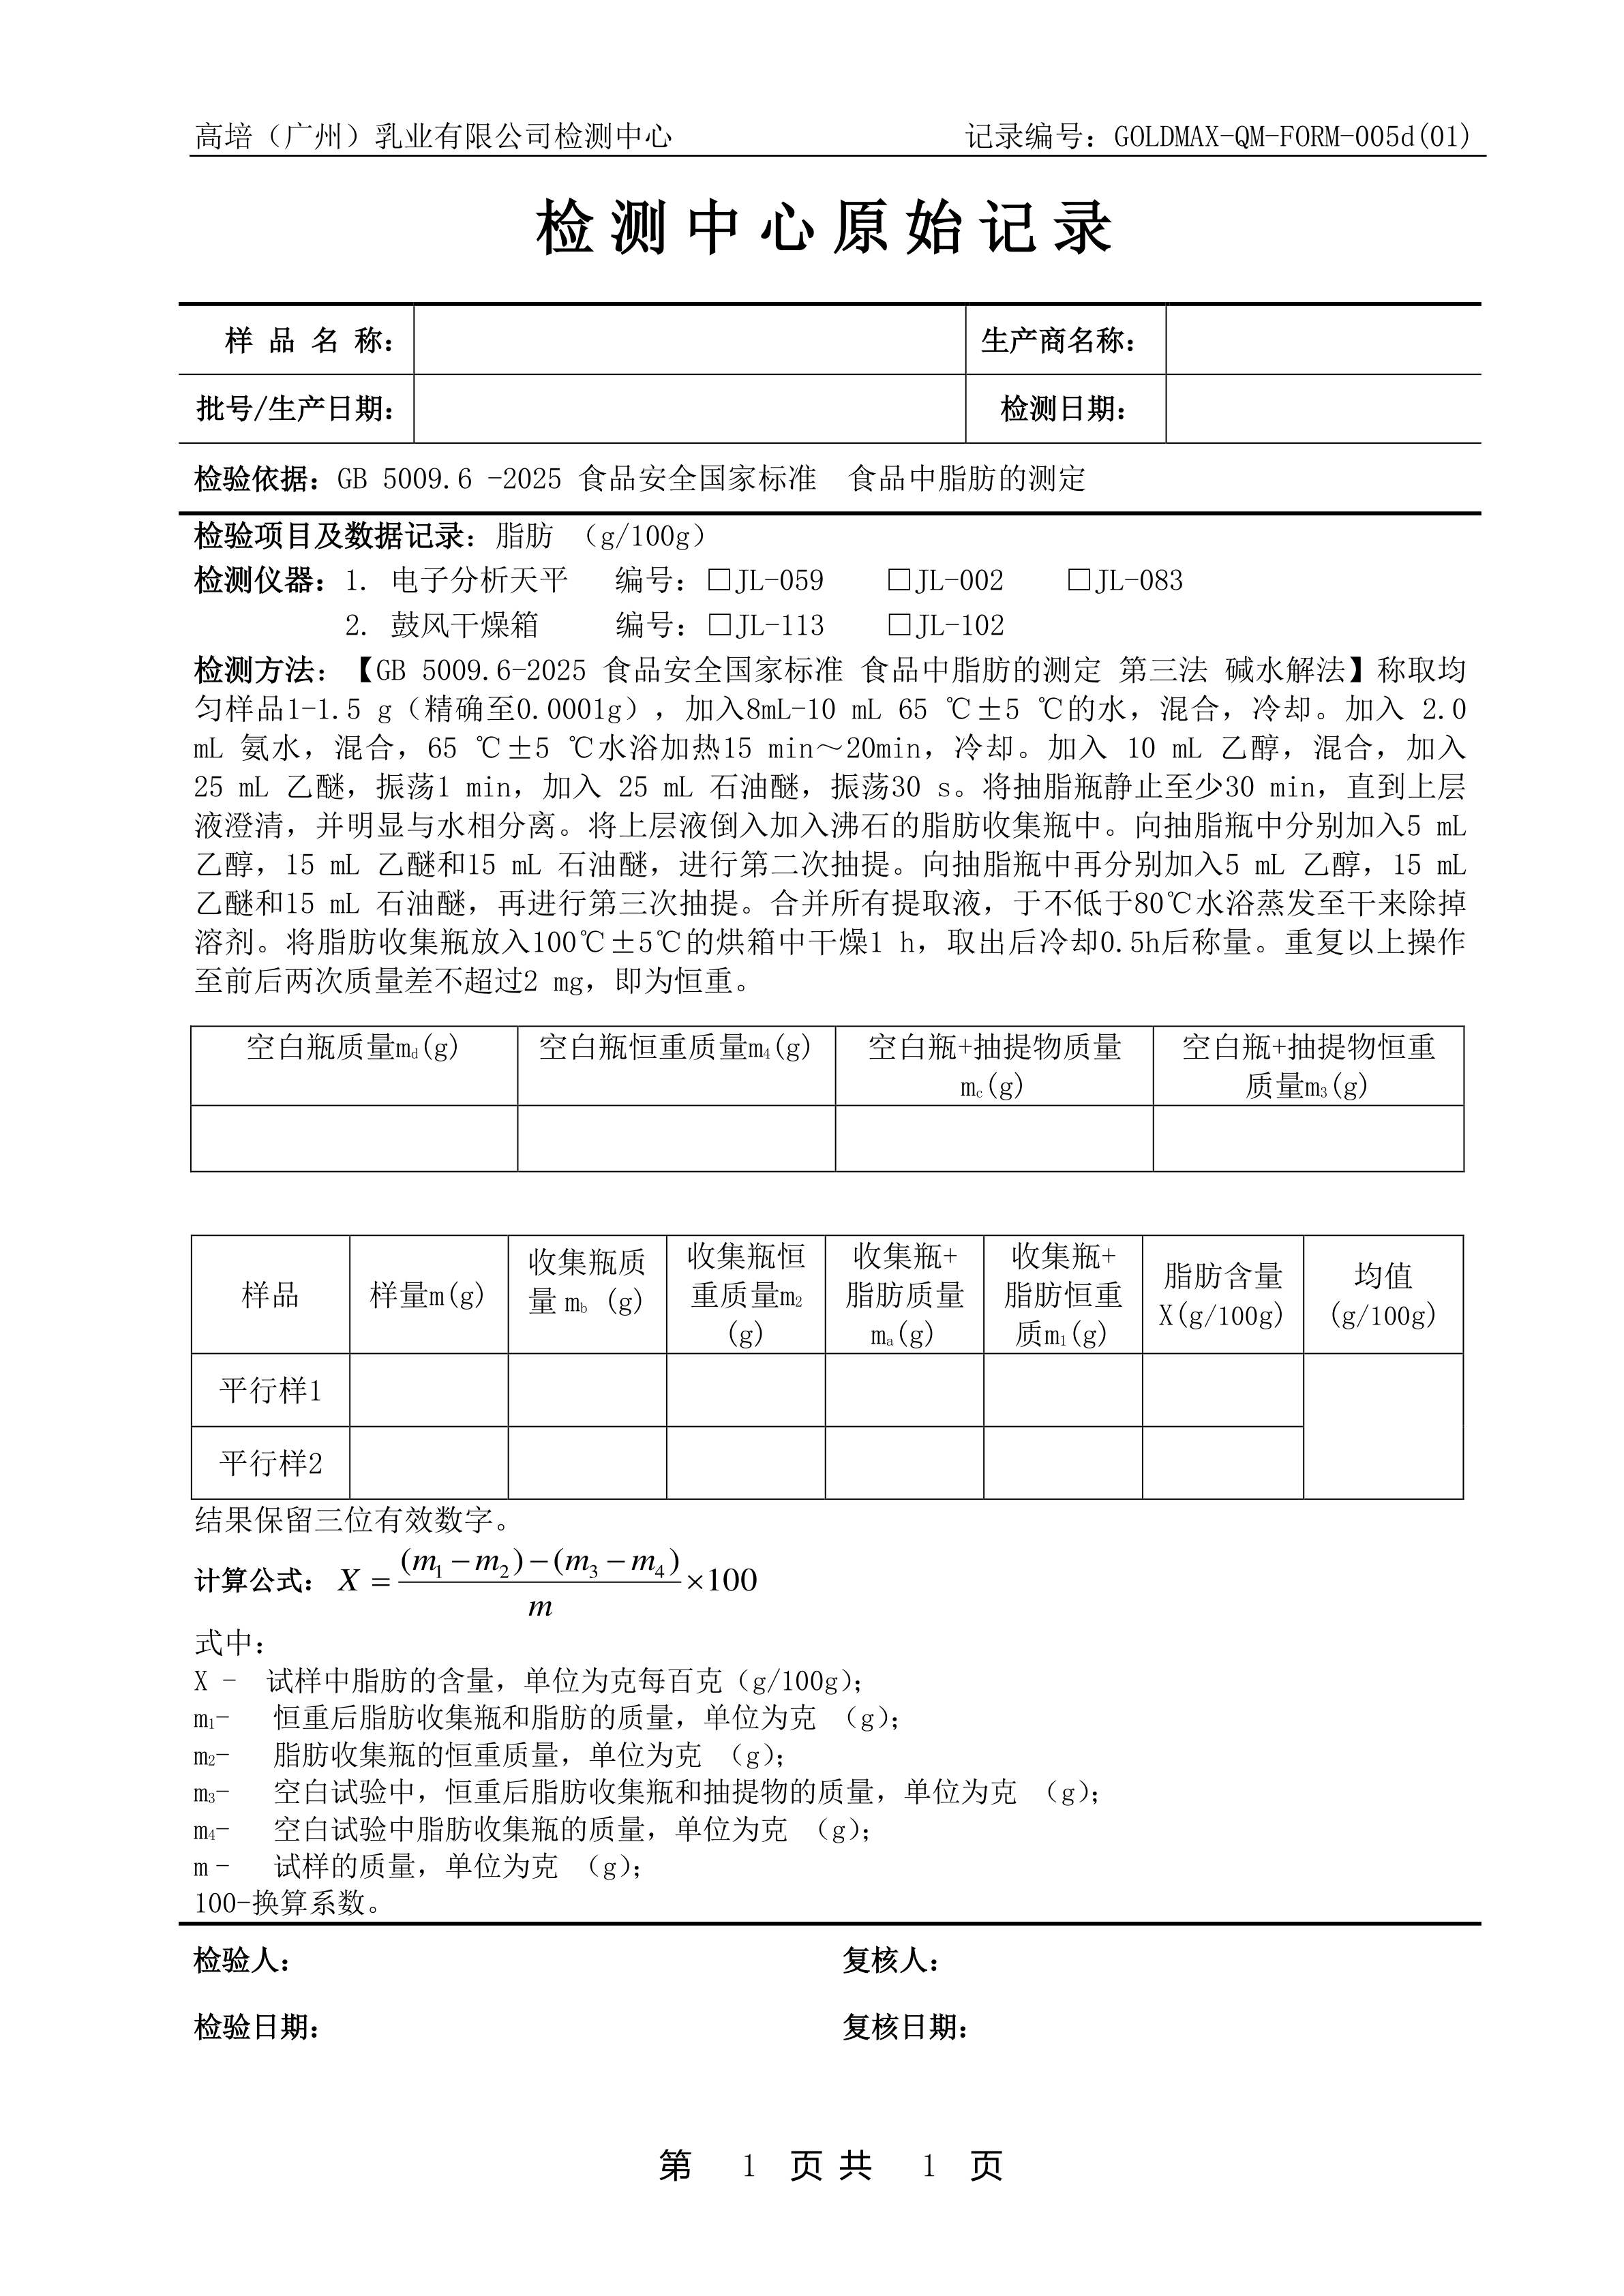 高培（广州）乳业有限公司检测中心 记录编号：GOLDMAX-QM-FORM-005d(01)
检测中心原始记录
样 品 名 称： 生产商名称：
批号/生产日期： 检测日期：
检验依据：GB 5009.6 -2025 食品安全国家标准 食品中脂肪的测定
检验项目及数据记录：脂肪 （g/100g）
检测仪器：1. 电子分析天平 编号：□JL-059 □JL-002 □JL-083
2. 鼓风干燥箱 编号：□JL-113 □JL-102
检测方法：【GB 5009.6-2025 食品安全国家标准 食品中脂肪的测定 第三法 碱水解法】称取均
匀样品1-1.5 g（精确至0.0001g），加入8mL-10 mL 65 ℃±5 ℃的水，混合，冷却。加入 2.0
mL 氨水，混合，65 ℃±5 ℃水浴加热15 min～20min，冷却。加入 10 mL 乙醇，混合，加入
25 mL 乙醚，振荡1 min，加入 25 mL 石油醚，振荡30 s。将抽脂瓶静止至少30 min，直到上层
液澄清，并明显与水相分离。将上层液倒入加入沸石的脂肪收集瓶中。向抽脂瓶中分别加入5 mL
乙醇，15 mL 乙醚和15 mL 石油醚，进行第二次抽提。向抽脂瓶中再分别加入5 mL 乙醇，15 mL
乙醚和15 mL 石油醚，再进行第三次抽提。合并所有提取液，于不低于80℃水浴蒸发至干来除掉
溶剂。将脂肪收集瓶放入100℃±5℃的烘箱中干燥1 h，取出后冷却0.5h后称量。重复以上操作
至前后两次质量差不超过2 mg，即为恒重。
空白瓶质量md(g) 空白瓶恒重质量m4(g) 空白瓶+抽提物质量 空白瓶+抽提物恒重
mc(g) 质量m3(g)
样品 样量m(g) 收集瓶质量 mb (g) 收集瓶恒重质量m2(g) 收集瓶+脂肪质量ma(g) 收集瓶+脂肪恒重质m1(g) 脂肪含量X(g/100g) 均值(g/100g)
平行样1
平行样2
结果保留三位有效数字。
计算公式： X = (m1－m2)－(m3－m4) / m ×100
式中：
X - 试样中脂肪的含量，单位为克每百克（g/100g）；
m1- 恒重后脂肪收集瓶和脂肪的质量，单位为克 （g）；
m2- 脂肪收集瓶的恒重质量，单位为克 （g）；
m3- 空白试验中，恒重后脂肪收集瓶和抽提物的质量，单位为克 （g）；
m4- 空白试验中脂肪收集瓶的质量，单位为克 （g）；
m - 试样的质量，单位为克 （g）；
100-换算系数。
检验人： 复核人：
检验日期： 复核日期：
第 1 页 共 1 页